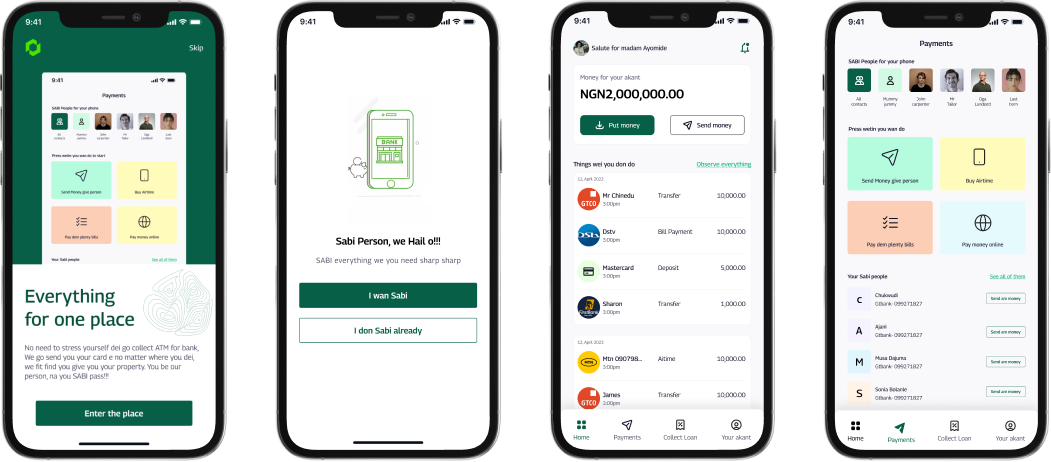 9:41
Skip
9:41
Payments
SABI People for your phone
All contacts
Mummy jummy
John carpenter
Mr Tailor
Oga Landlord
Last born
Press wetin you wan do to start
Send Money give person
Buy Airtime
Pay dem plenty bills
Pay money online
Your Sabi people
See all of them
Everything
for one place
No need to stress yourself dei go collect ATM for bank,
We go send you your card e no matter where you dei,
we fit find you give you your property. You be our
person, na you SABI pass!!!
Enter the place
9:41
BANK
Sabi Person, we Hail o!!!
SABI everything we you need sharp sharp
I wan Sabi
I don Sabi already
9:41
Salute for madam Ayomide
Money for your akant
NGN2,000,000.00
Put money
Send money
Things wei you don do
Observe everything
12, April 2022
GTCO
Mr Chinedu
Transfer
10,000.00
3:00pm
DStv
Dstv
Bill Payment
10,000.00
3:00pm
Mastercard
Deposit
5,000.00
3:00pm
FirstBank
Sharon
Transfer
1,000.00
3:00pm
12, April 2022
MTN
Mtn 090798...
Aitime
10,000.00
3:00pm
GTCO
James
Transfer
10,000.00
3:00pm
Home
Payments
Collect Loan
Your akant
9:41
Payments
SABI People for your phone
All contacts
Mummy jummy
John carpenter
Mr Tailor
Oga Landlord
Last born
Press wetin you wan do
Send Money give person
Buy Airtime
Pay dem plenty bills
Pay money online
Your Sabi people
See all of them
C
Chukwudi
Gtbank- 099271827
Send am money
A
Ajani
Gtbank- 099271827
Send am money
M
Musa Dajuma
Gtbank- 099271827
Send am money
S
Sonia Bolanle
Gtbank- 099271827
Send am money
Home
Payments
Collect Loan
Your akant